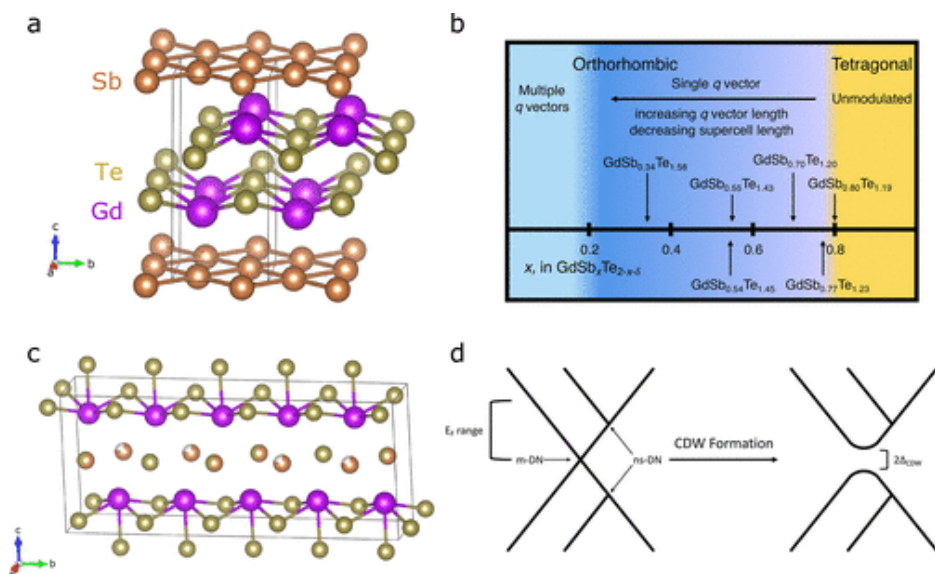 a
Sb
Te
Gd
c
b
a
b
Orthorhombic
Tetragonal
Multiple
q vectors
Single q vector
Unmodulated
increasing q vector length
decreasing supercell length
GdSb0.34Te1.58
GdSb0.70Te1.20
GdSb0.55Te1.43
GdSb0.80Te1.19
0.2
0.4
0.6
0.8
x, in GdSbxTe2-x-δ
GdSb0.54Te1.45
GdSb0.77Te1.23
c
c
b
d
EF range
m-DN
ns-DN
CDW Formation
2ΔCDW